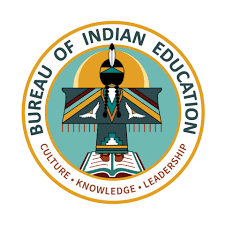 BUREAU OF INDIAN EDUCATION
CULTURE • KNOWLEDGE • LEADERSHIP